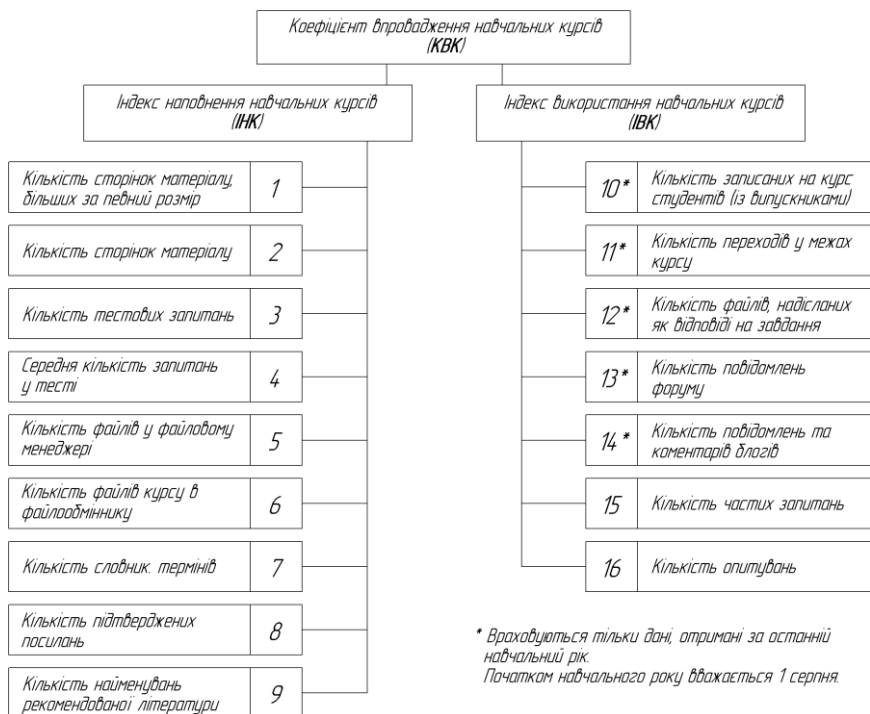 Коефіцієнт впровадження навчальних курсів
(КВК)
Індекс наповнення навчальних курсів
(ІНК)
Кількість сторінок матеріалу,
більших за певний розмір
1
Кількість сторінок матеріалу
2
Кількість тестових запитань
3
Середня кількість запитань
у тесті
4
Кількість файлів у файловому
менеджері
5
Кількість файлів курсу в
файлообміннику
6
Кількість словник. термінів
7
Кількість підтверджених
посилань
8
Кількість найменувань
рекомендованої літератури
9
Індекс використання навчальних курсів
(ІВК)
10*
Кількість записаних на курс
студентів (із випускниками)
11*
Кількість переходів у межах
курсу
12*
Кількість файлів, надісланих
як відповіді на завдання
13*
Кількість повідомлень
форуму
14*
Кількість повідомлень та
коментарів блогів
15
Кількість частих запитань
16
Кількість опитувань
* Враховуються тільки дані, отримані за останній
навчальний рік.
Початком навчального року вважається 1 серпня.